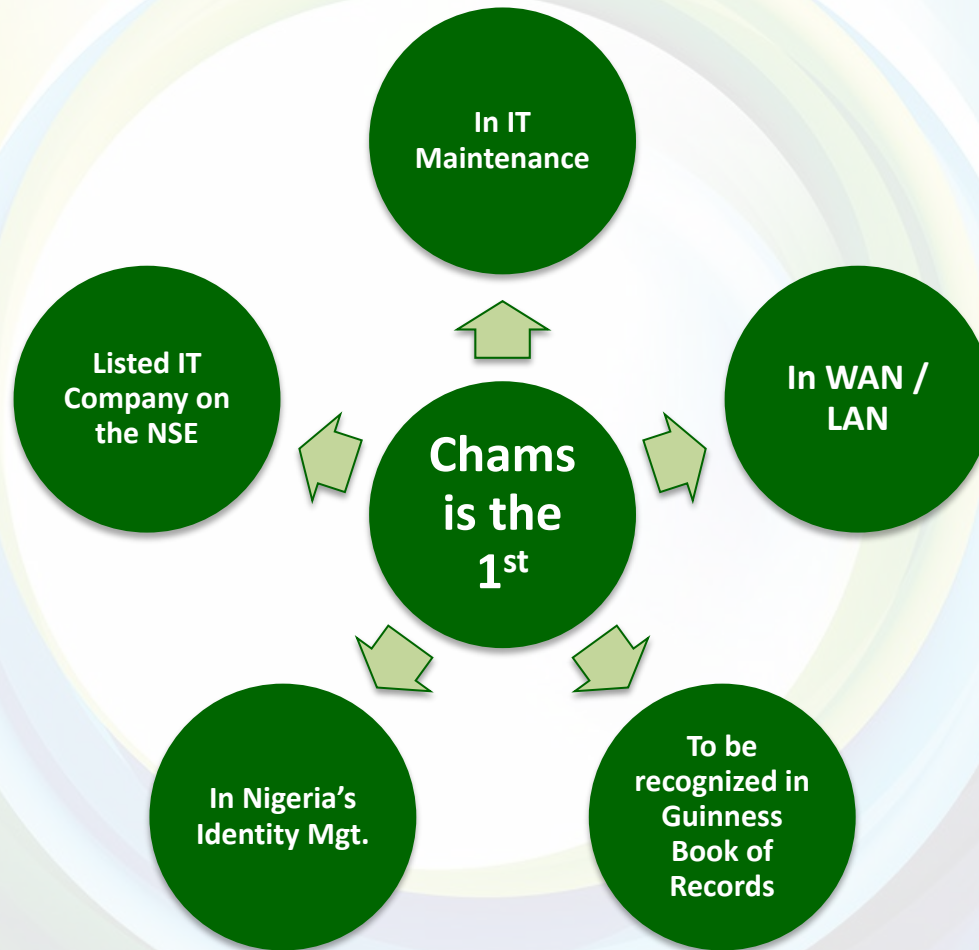 In IT
Maintenance
Listed IT
Company on
the NSE
In WAN /
LAN
Chams
is the
1st
In Nigeria’s
Identity Mgt.
To be
recognized in
Guinness
Book of
Records